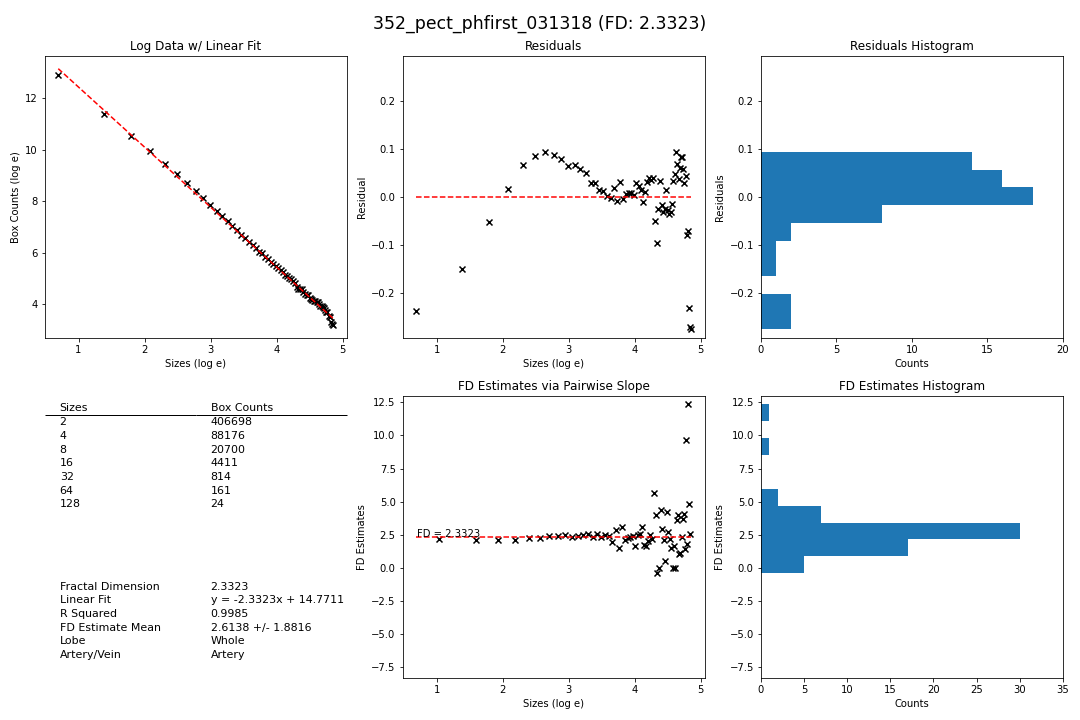 352_pect_phfirst_031318 (FD: 2.3323)
Log Data w/ Linear Fit
Box Counts (log e)
12
10
8
6
4
1 2 3 4 5
Sizes (log e)
Residuals
Residual
0.2
0.1
0.0
−0.1
−0.2
1 2 3 4 5
Sizes (log e)
Residuals Histogram
Residuals
0.2
0.1
0.0
−0.1
−0.2
0 5 10 15 20
Counts
Sizes Box Counts
2 406698
4 88176
8 20700
16 4411
32 814
64 161
128 24
Fractal Dimension 2.3323
Linear Fit y = -2.3323x + 14.7711
R Squared 0.9985
FD Estimate Mean 2.6138 +/- 1.8816
Lobe Whole
Artery/Vein Artery
FD Estimates via Pairwise Slope
FD Estimates
12.5
10.0
7.5
5.0
2.5
0.0
−2.5
−5.0
−7.5
FD = 2.3323
1 2 3 4 5
Sizes (log e)
FD Estimates Histogram
FD Estimates
12.5
10.0
7.5
5.0
2.5
0.0
−2.5
−5.0
−7.5
0 5 10 15 20 25 30 35
Counts